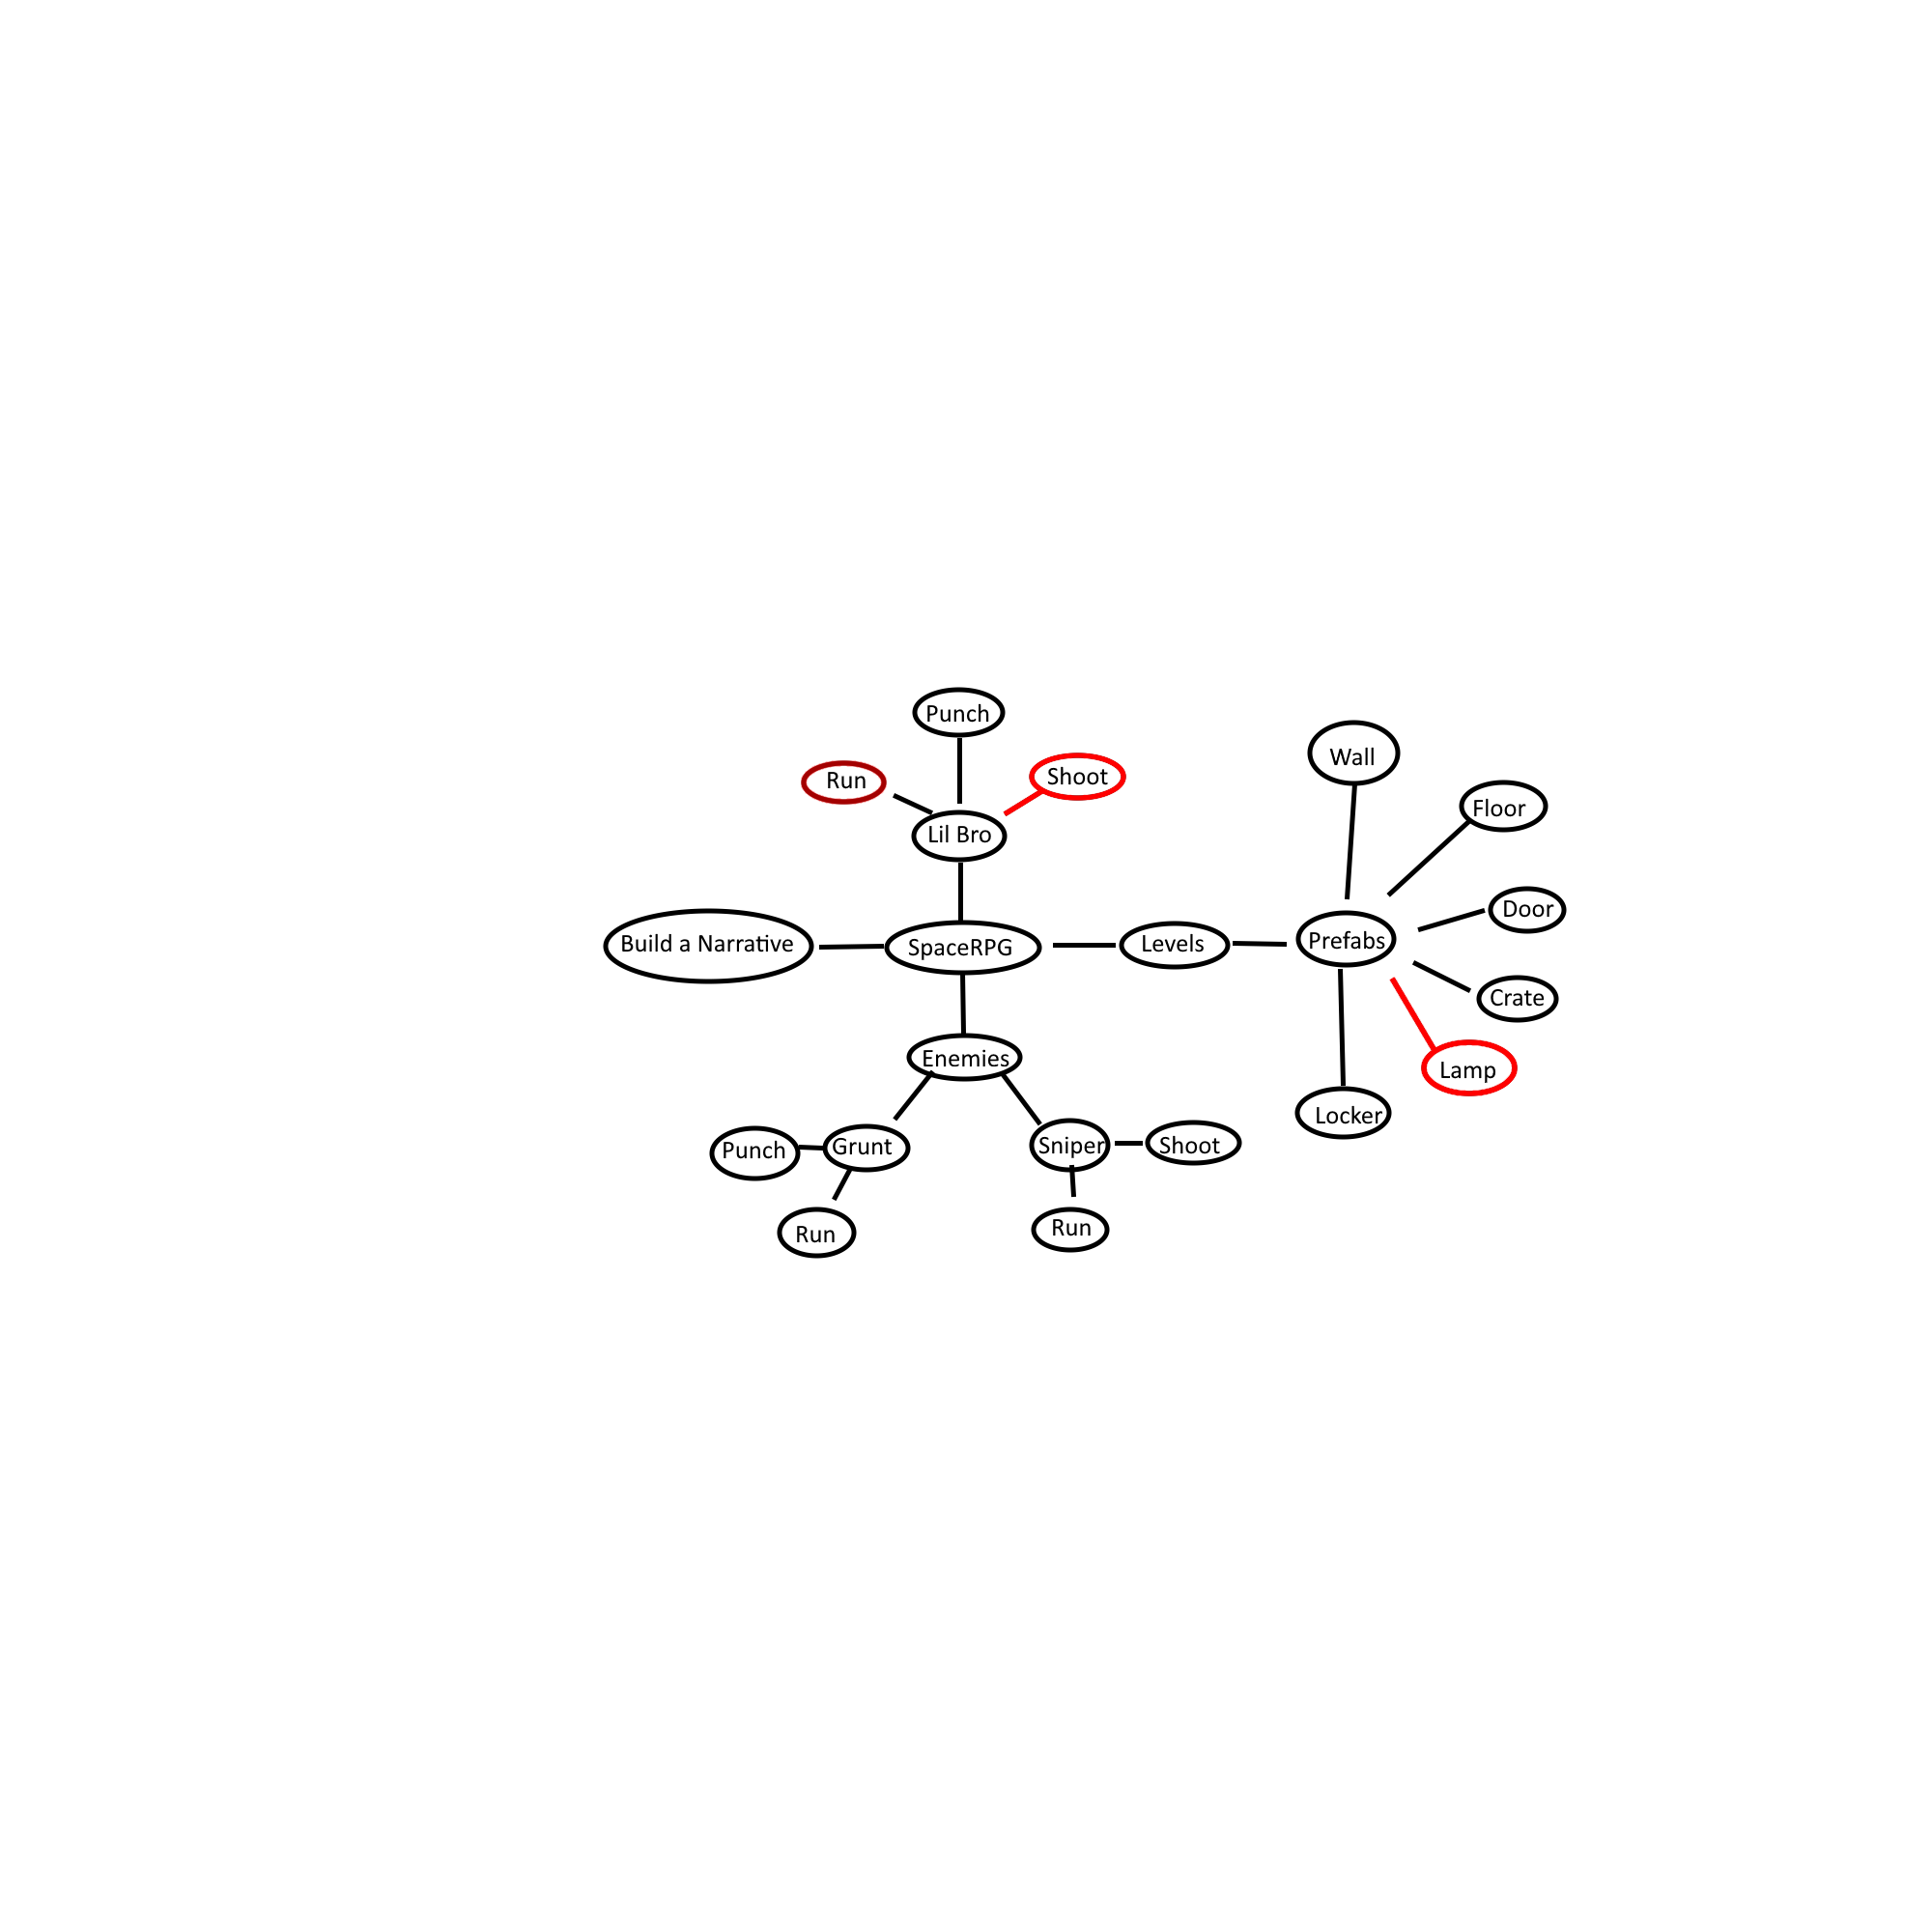 Punch
Run
Shoot
Lil Bro
Wall
Floor
Door
Build a Narrative
SpaceRPG
Levels
Prefabs
Crate
Lamp
Locker
Enemies
Punch
Grunt
Sniper
Shoot
Run
Run